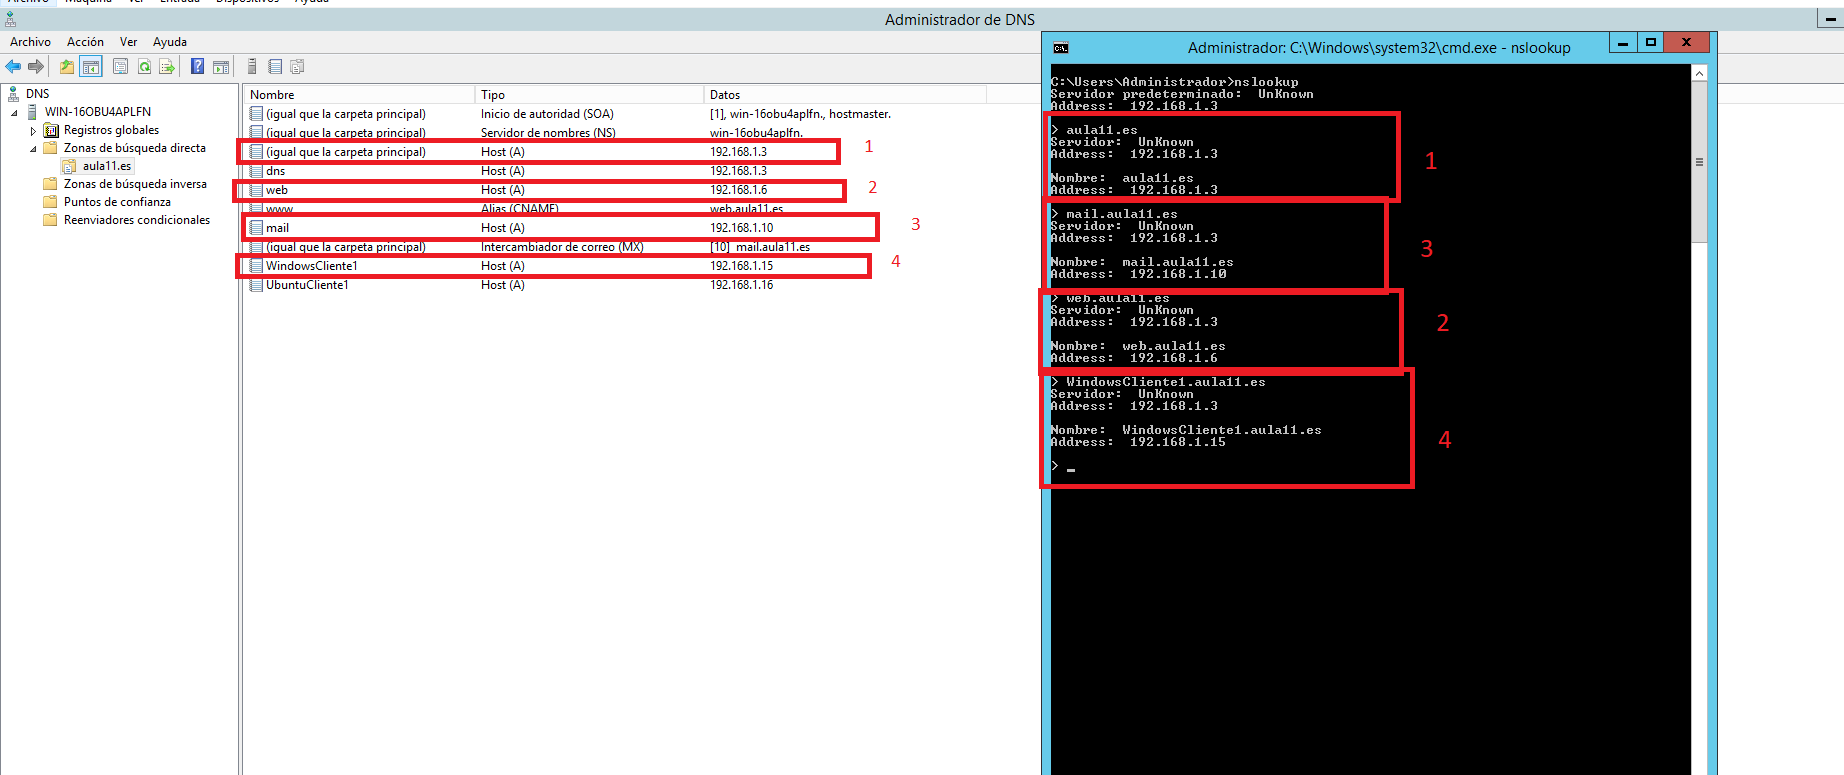 Archivo Máquina Ver Entrada Dispositivos Ayuda
Administrador de DNS
Archivo Acción Ver Ayuda
DNS
WIN-16OBU4APLFN
Registros globales
Zonas de búsqueda directa
aula11.es
Zonas de búsqueda inversa
Puntos de confianza
Reenviadores condicionales
Nombre Tipo Datos
(igual que la carpeta principal) Inicio de autoridad (SOA) [1], win-16obu4aplfn., hostmaster.
(igual que la carpeta principal) Servidor de nombres (NS) win-16obu4aplfn.
(igual que la carpeta principal) Host (A) 192.168.1.3 1
dns Host (A) 192.168.1.3
web Host (A) 192.168.1.6 2
www Alias (CNAME) web.aula11.es
mail Host (A) 192.168.1.10 3
(igual que la carpeta principal) Intercambiador de correo (MX) [10] mail.aula11.es
WindowsCliente1 Host (A) 192.168.1.15 4
UbuntuCliente1 Host (A) 192.168.1.16
Administrador: C:\Windows\system32\cmd.exe - nslookup
C:\Users\Administrador>nslookup
Servidor predeterminado: UnKnown
Address: 192.168.1.3
> aula11.es
Servidor: UnKnown
Address: 192.168.1.3
1
Nombre: aula11.es
Address: 192.168.1.3
> mail.aula11.es
Servidor: UnKnown
Address: 192.168.1.3
3
Nombre: mail.aula11.es
Address: 192.168.1.10
> web.aula11.es
Servidor: UnKnown
Address: 192.168.1.3
2
Nombre: web.aula11.es
Address: 192.168.1.6
> WindowsCliente1.aula11.es
Servidor: UnKnown
Address: 192.168.1.3
Nombre: WindowsCliente1.aula11.es
Address: 192.168.1.15
4
> _